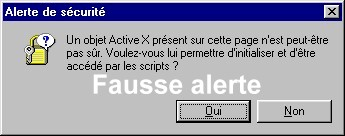 Alerte de sécurité
Un objet Active X présent sur cette page n'est peut-être
pas sûr. Voulez-vous lui permettre d'initialiser et d'être
accédé par les scripts ?
Fausse alerte
Oui Non